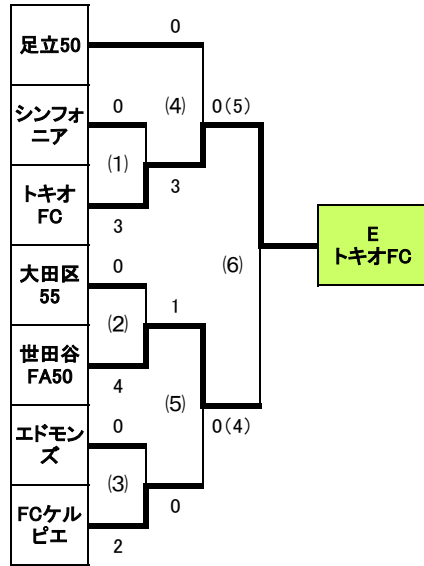 足立50
0
シンフォ
ニア
0
(4)
0(5)
(1)
トキオ
FC
3
3
E
トキオFC
大田区
55
0
(6)
(2)
1
世田谷
FA50
4
(5)
エドモン
ズ
0
0(4)
(3)
FCケル
ピエ
0
2